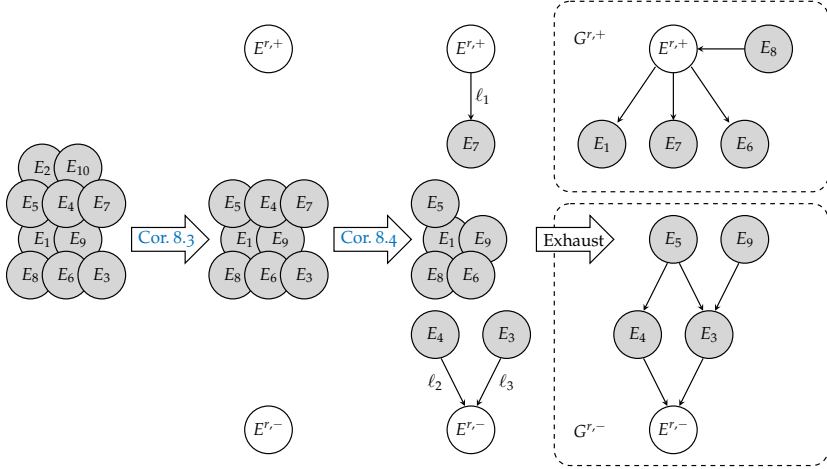 E^{r,+} E^{r,+} G^{r,+} E^{r,+} E_8
ℓ_1
E_7 E_1 E_7 E_6
E_2 E_10
E_5 E_4 E_7 E_5 E_4 E_7 E_5
E_1 E_9 Cor. 8.3 E_1 E_9 Cor. 8.4 E_1 E_9 Exhaust E_5 E_9
E_8 E_6 E_3 E_8 E_6 E_3 E_8 E_6
E_4 E_3 E_4 E_3
ℓ_2 ℓ_3
E^{r,−} E^{r,−} G^{r,−} E^{r,−}